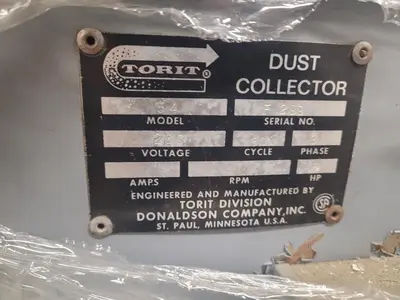 TORIT®
DUST
COLLECTOR
MODEL
SERIAL NO.
VOLTAGE
CYCLE
PHASE
AMPS
RPM
HP
ENGINEERED AND MANUFACTURED BY
TORIT DIVISION
DONALDSON COMPANY, INC.
ST. PAUL, MINNESOTA U.S.A.